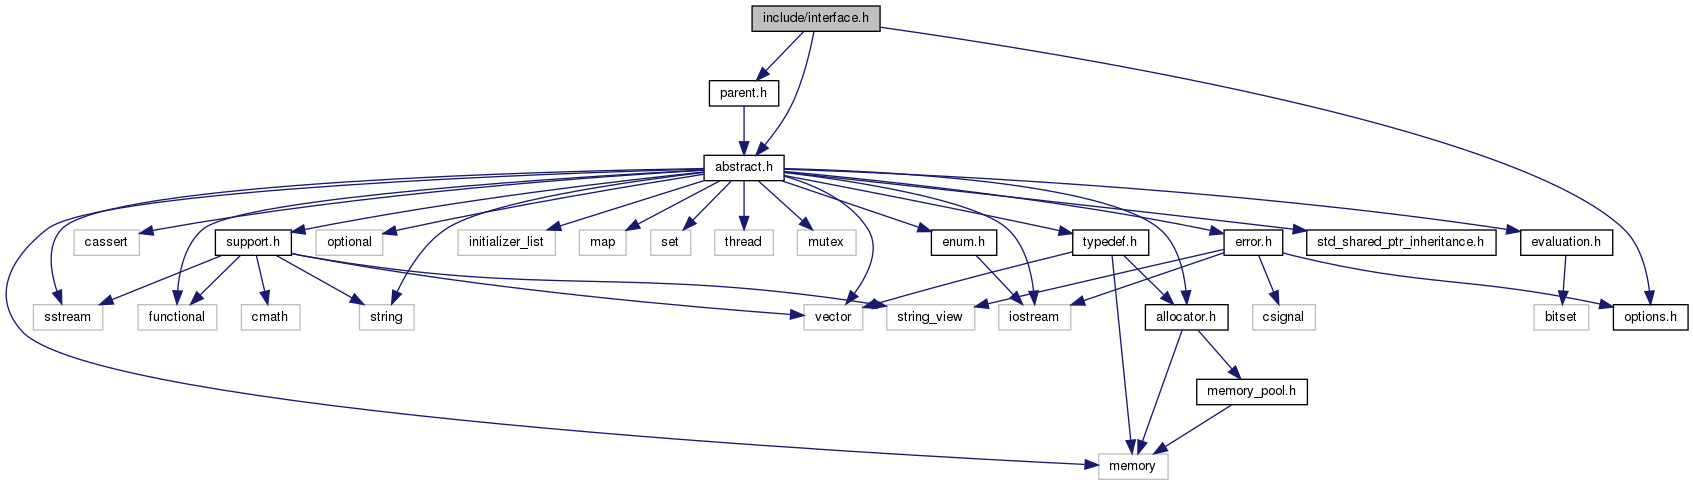 include/interface.h
parent.h
abstract.h
cassert
support.h
optional
initializer_list
map
set
thread
mutex
enum.h
typedef.h
error.h
std_shared_ptr_inheritance.h
evaluation.h
sstream
functional
cmath
string
vector
string_view
iostream
allocator.h
csignal
bitset
options.h
memory_pool.h
memory